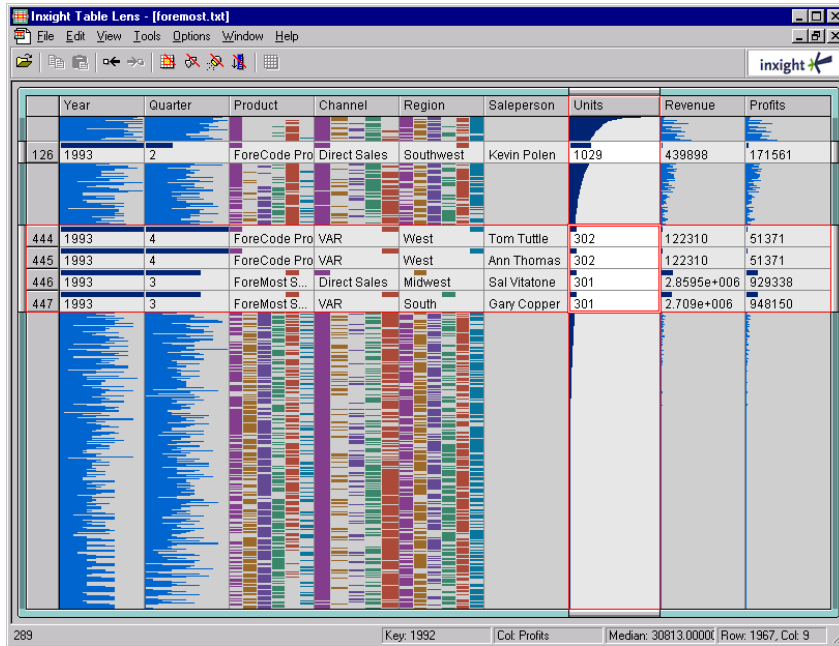 Inxight Table Lens - [foremost.txt]
File Edit View Tools Options Window Help
inxight
Year Quarter Product Channel Region Saleperson Units Revenue Profits
126 1993 2 ForeCode Pro Direct Sales Southwest Kevin Polen 1029 439898 171561
444 1993 4 ForeCode Pro VAR West Tom Tuttle 302 122310 51371
445 1993 4 ForeCode Pro VAR West Ann Thomas 302 122310 51371
446 1993 3 ForeMost S... Direct Sales Midwest Sal Vitatone 301 2.8595e+006 929338
447 1993 3 ForeMost S... VAR South Gary Copper 301 2.709e+006 948150
289 Key: 1992 Col: Profits Median: 30813.00000 Row: 1967, Col: 9